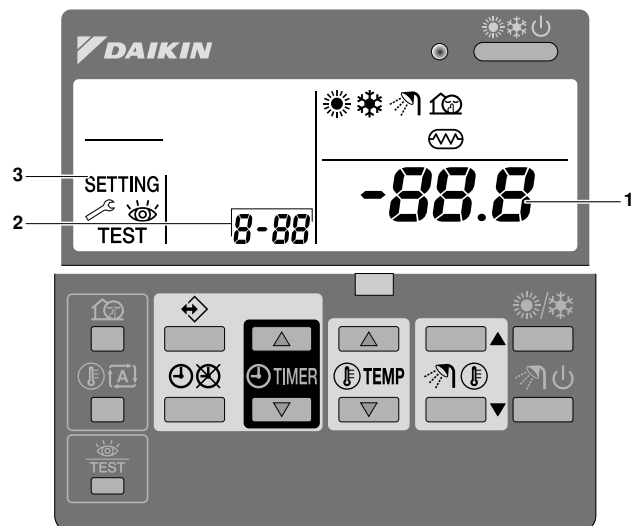 DAIKIN
3
SETTING
-88.8
1
2
8-88
TEST
A
TIMER
TEMP
TEST